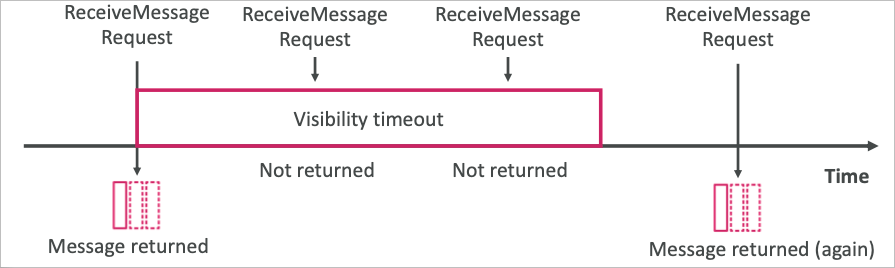 ReceiveMessage
Request
ReceiveMessage
Request
ReceiveMessage
Request
ReceiveMessage
Request
Visibility timeout
Not returned
Not returned
Time
Message returned
Message returned (again)